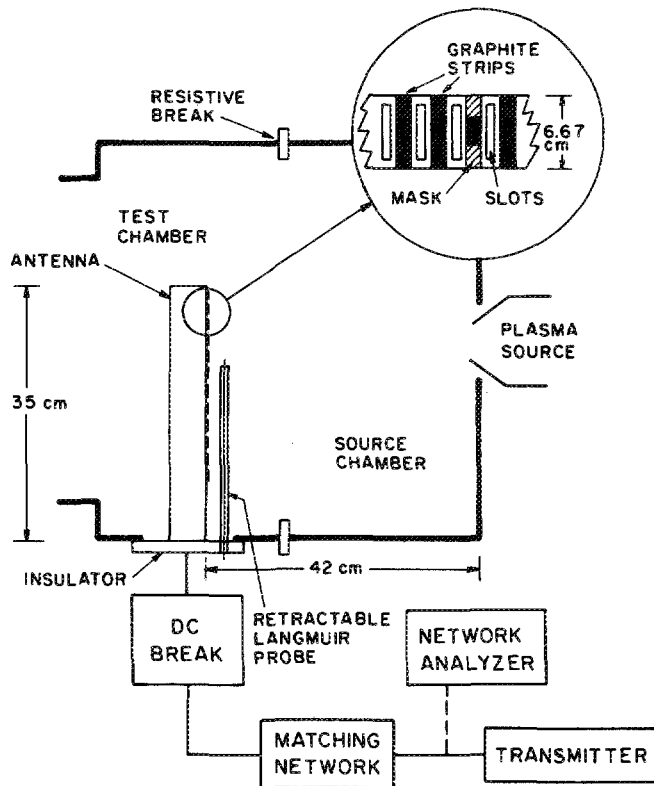 GRAPHITE
STRIPS
RESISTIVE
BREAK
6.67
cm
MASK
SLOTS
TEST
CHAMBER
ANTENNA
PLASMA
SOURCE
35 cm
SOURCE
CHAMBER
INSULATOR
42 cm
RETRACTABLE
LANGMUIR
PROBE
DC
BREAK
NETWORK
ANALYZER
MATCHING
NETWORK
TRANSMITTER